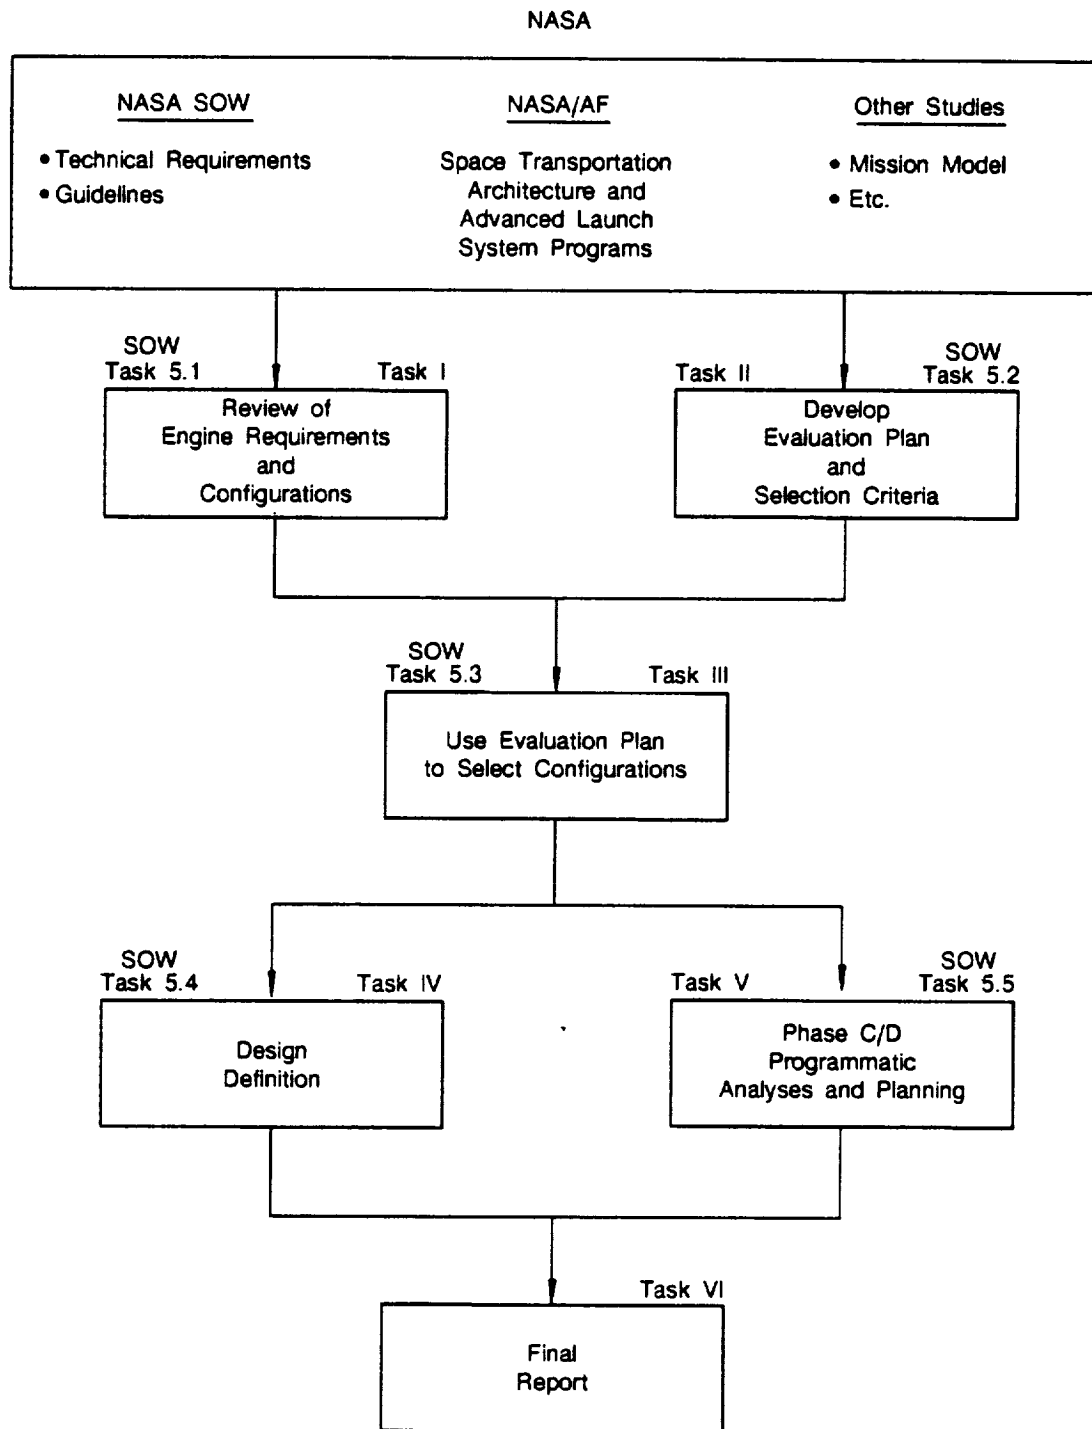 NASA
NASA SOW
• Technical Requirements
• Guidelines
NASA/AF
Space Transportation
Architecture and
Advanced Launch
System Programs
Other Studies
• Mission Model
• Etc.
SOW
Task 5.1
Task I
Review of
Engine Requirements
and
Configurations
Task II
SOW
Task 5.2
Develop
Evaluation Plan
and
Selection Criteria
SOW
Task 5.3
Task III
Use Evaluation Plan
to Select Configurations
SOW
Task 5.4
Task IV
Design
Definition
Task V
SOW
Task 5.5
Phase C/D
Programmatic
Analyses and Planning
Task VI
Final
Report